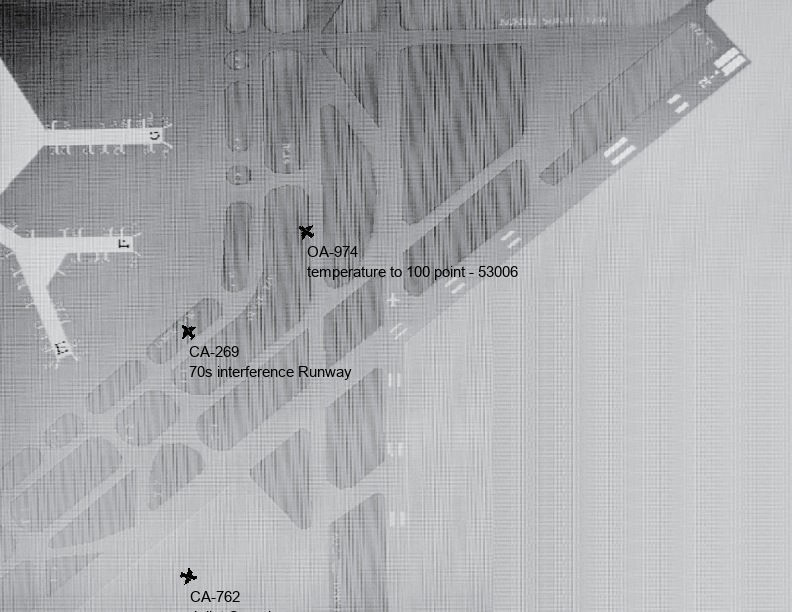 OA-974
temperature to 100 point - 53006
CA-269
70s interference Runway
CA-762